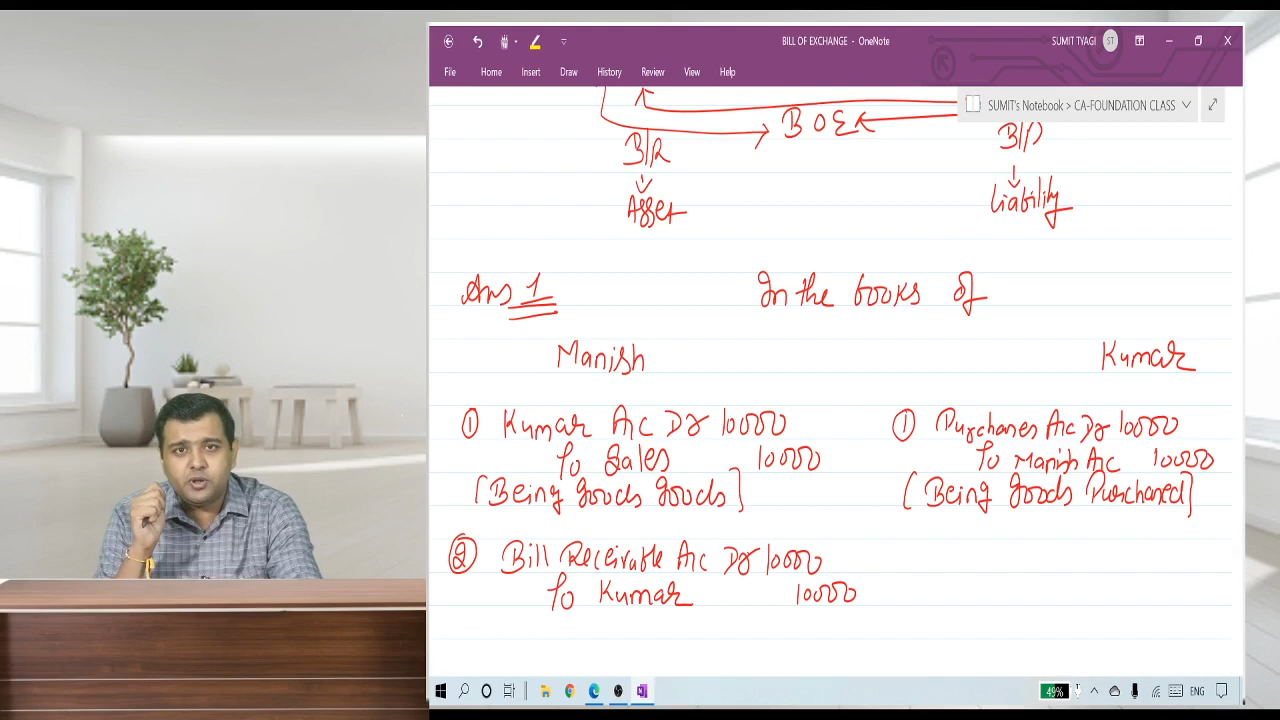 BILL OF EXCHANGE - OneNote
SUMIT TYAGI
ST
File Home Insert Draw History Review View Help
SUMIT's Notebook > CA-FOUNDATION CLASS
B O E
B/R
B/P
Asset
Liability
Ans 1 In the books of
Manish Kumar
① Kumar A/c Dr 10000
To Sales 10000
[Being Goods Goods]
② Bill Receivable A/c Dr 10000
To Kumar 10000
① Purchases A/c Dr 10000
To Manish A/c 10000
(Being Goods Purchased]
49%
ENG